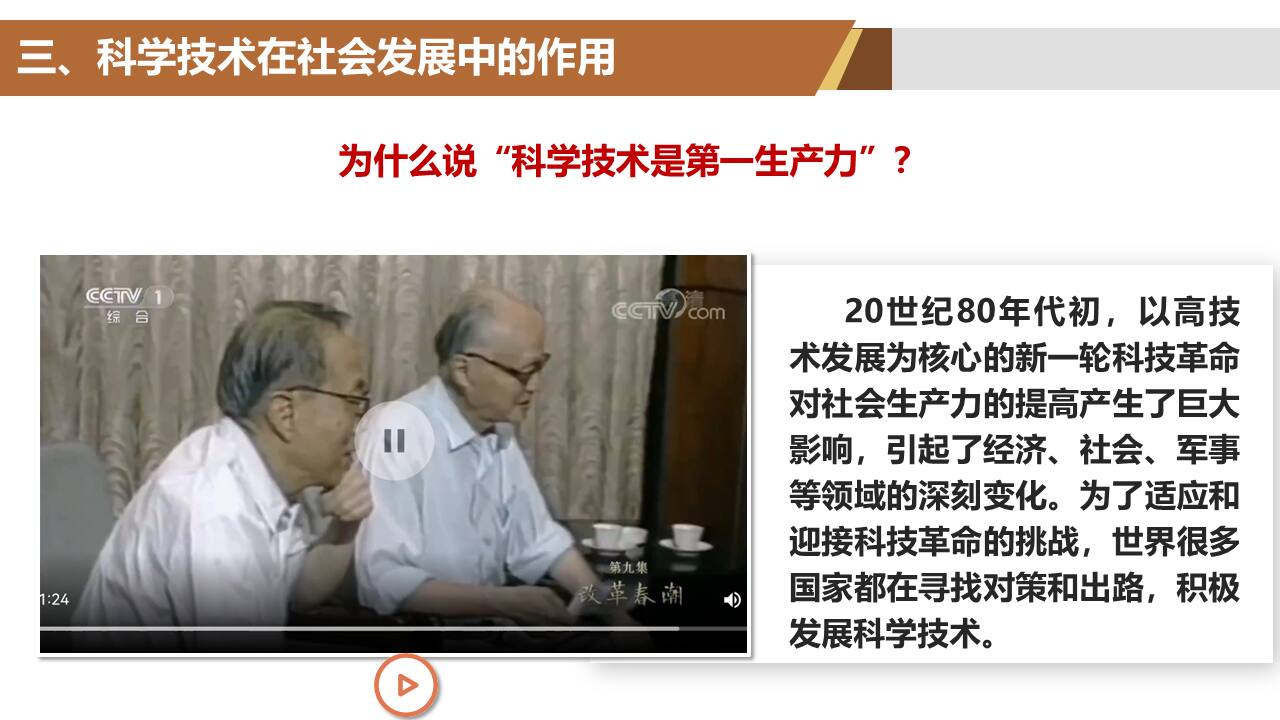 三、科学技术在社会发展中的作用
为什么说“科学技术是第一生产力”？
CCTV 1
综合
CCTV com
20世纪80年代初，以高技
术发展为核心的新一轮科技革命
对社会生产力的提高产生了巨大
影响，引起了经济、社会、军事
等领域的深刻变化。为了适应和
迎接科技革命的挑战，世界很多
国家都在寻找对策和出路，积极
发展科学技术。
第九集
改革春潮
1:24